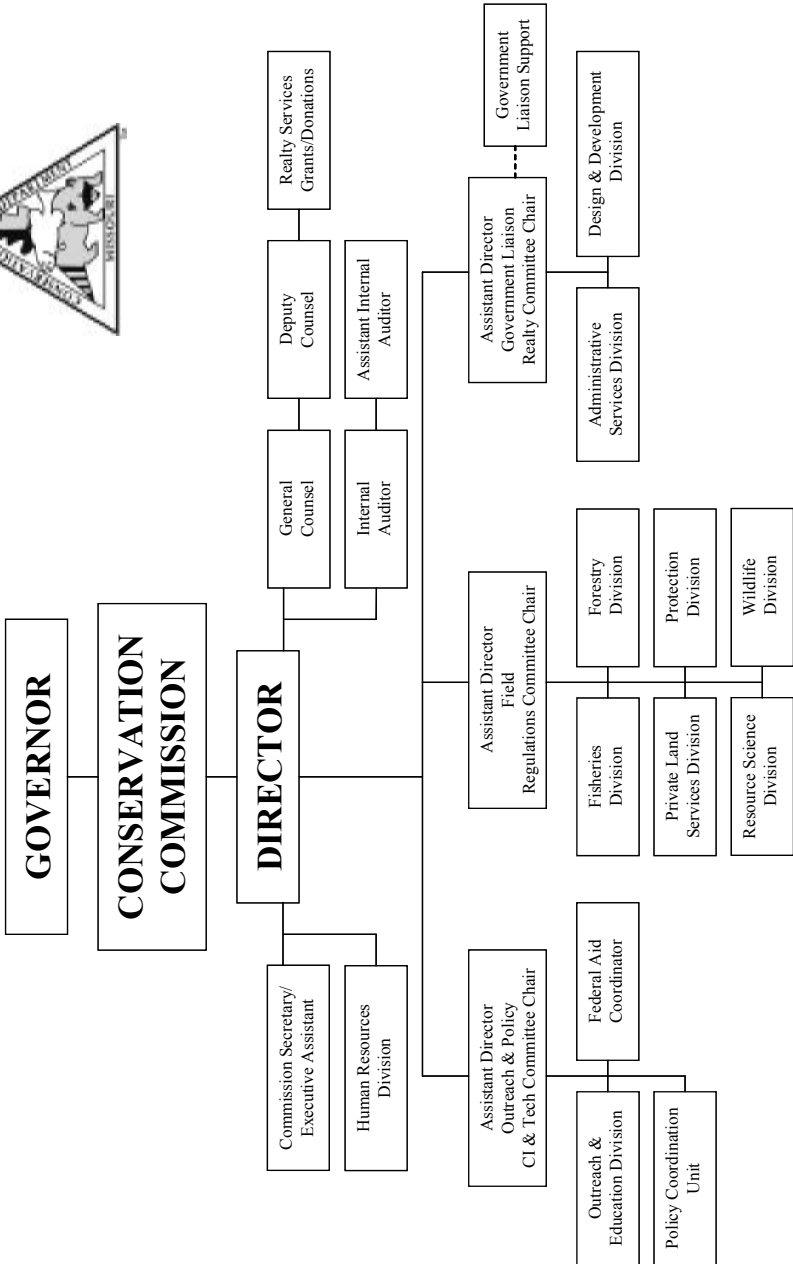 CONSERVATION
DEPARTMENT
MISSOURI
GOVERNOR
CONSERVATION
COMMISSION
DIRECTOR
Commission Secretary/
Executive Assistant
Human Resources
Division
General
Counsel
Deputy
Counsel
Realty Services
Grants/Donations
Internal
Auditor
Assistant Internal
Auditor
Assistant Director
Outreach & Policy
CI & Tech Committee Chair
Outreach &
Education Division
Federal Aid
Coordinator
Policy Coordination
Unit
Assistant Director
Field
Regulations Committee Chair
Fisheries
Division
Forestry
Division
Private Land
Services Division
Protection
Division
Resource Science
Division
Wildlife
Division
Assistant Director
Government Liaison
Realty Committee Chair
Government
Liaison Support
Administrative
Services Division
Design & Development
Division